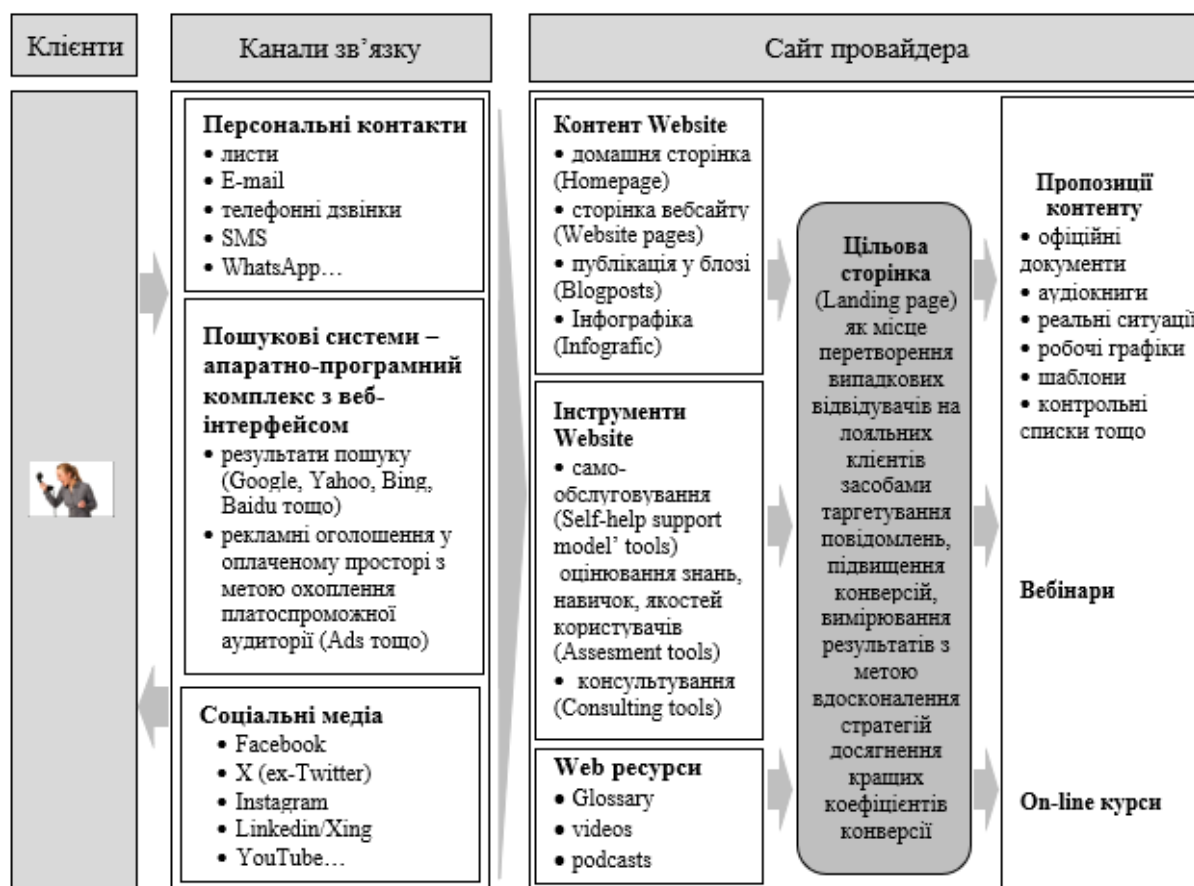 Клієнти
Канали зв’язку
Сайт провайдера
Персональні контакти
• листи
• E-mail
• телефонні дзвінки
• SMS
• WhatsApp…
Пошукові системи –
апаратно-програмний
комплекс з веб-
інтерфейсом
• результати пошуку
(Google, Yahoo, Bing,
Baidu тощо)
• рекламні оголошення у
оплаченому просторі з
метою охоплення
платоспроможної
аудиторії (Ads тощо)
Соціальні медіа
• Facebook
• X (ex-Twitter)
• Instagram
• Linkedin/Xing
• YouTube…
Контент Website
• домашня сторінка
(Homepage)
• сторінка вебсайту
(Website pages)
• публікація у блозі
(Blogposts)
• Інфографіка
(Infografic)
Інструменти
Website
• само-
обслуговування
(Self-help support
model’ tools)
оцінювання знань,
навичок, якостей
користувачів
(Assesment tools)
• консультування
(Consulting tools)
Web ресурси
• Glossary
• videos
• podcasts
Цільова
сторінка
(Landing page)
як місце
перетворення
випадкових
відвідувачів на
лояльних
клієнтів
засобами
таргетування
повідомлень,
підвищення
конверсій,
вимірювання
результатів з
метою
вдосконалення
стратегій
досягнення
кращих
коефіцієнтів
конверсії
Пропозиції
контенту
• офіційні
документи
• аудіокниги
• реальні ситуації
• робочі графіки
• шаблони
• контрольні
списки тощо
Вебінари
On-line курси